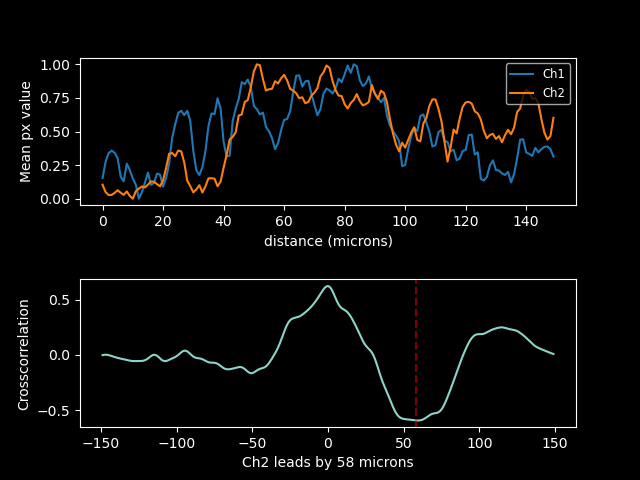 1.00
0.75
0.50
0.25
0.00
Mean px value
Ch1
Ch2
0 20 40 60 80 100 120 140
distance (microns)
0.5
0.0
−0.5
Crosscorrelation
−150 −100 −50 0 50 100 150
Ch2 leads by 58 microns